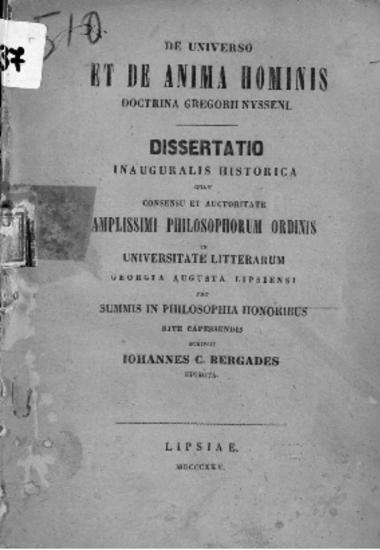 510.
37
DE UNIVERSO
ET DE ANIMA HOMINIS
DOCTRINA GREGORII NYSSENI.
DISSERTATIO
INAUGURALIS HISTORICA
QUAM
CONSENSU ET AUCTORITATE
AMPLISSIMI PHILOSOPHORUM ORDINIS
IN
UNIVERSITATE LITTERARUM
GEORGIA AUGUSTA LIPSIENSI
PRO
SUMMIS IN PHILOSOPHIA HONORIBUS
RITE CAPESSENDIS
SCRIPSIT
IOHANNES C. BERGADES
EPIROTA.
LIPSIAE.
MDCCCXXV.